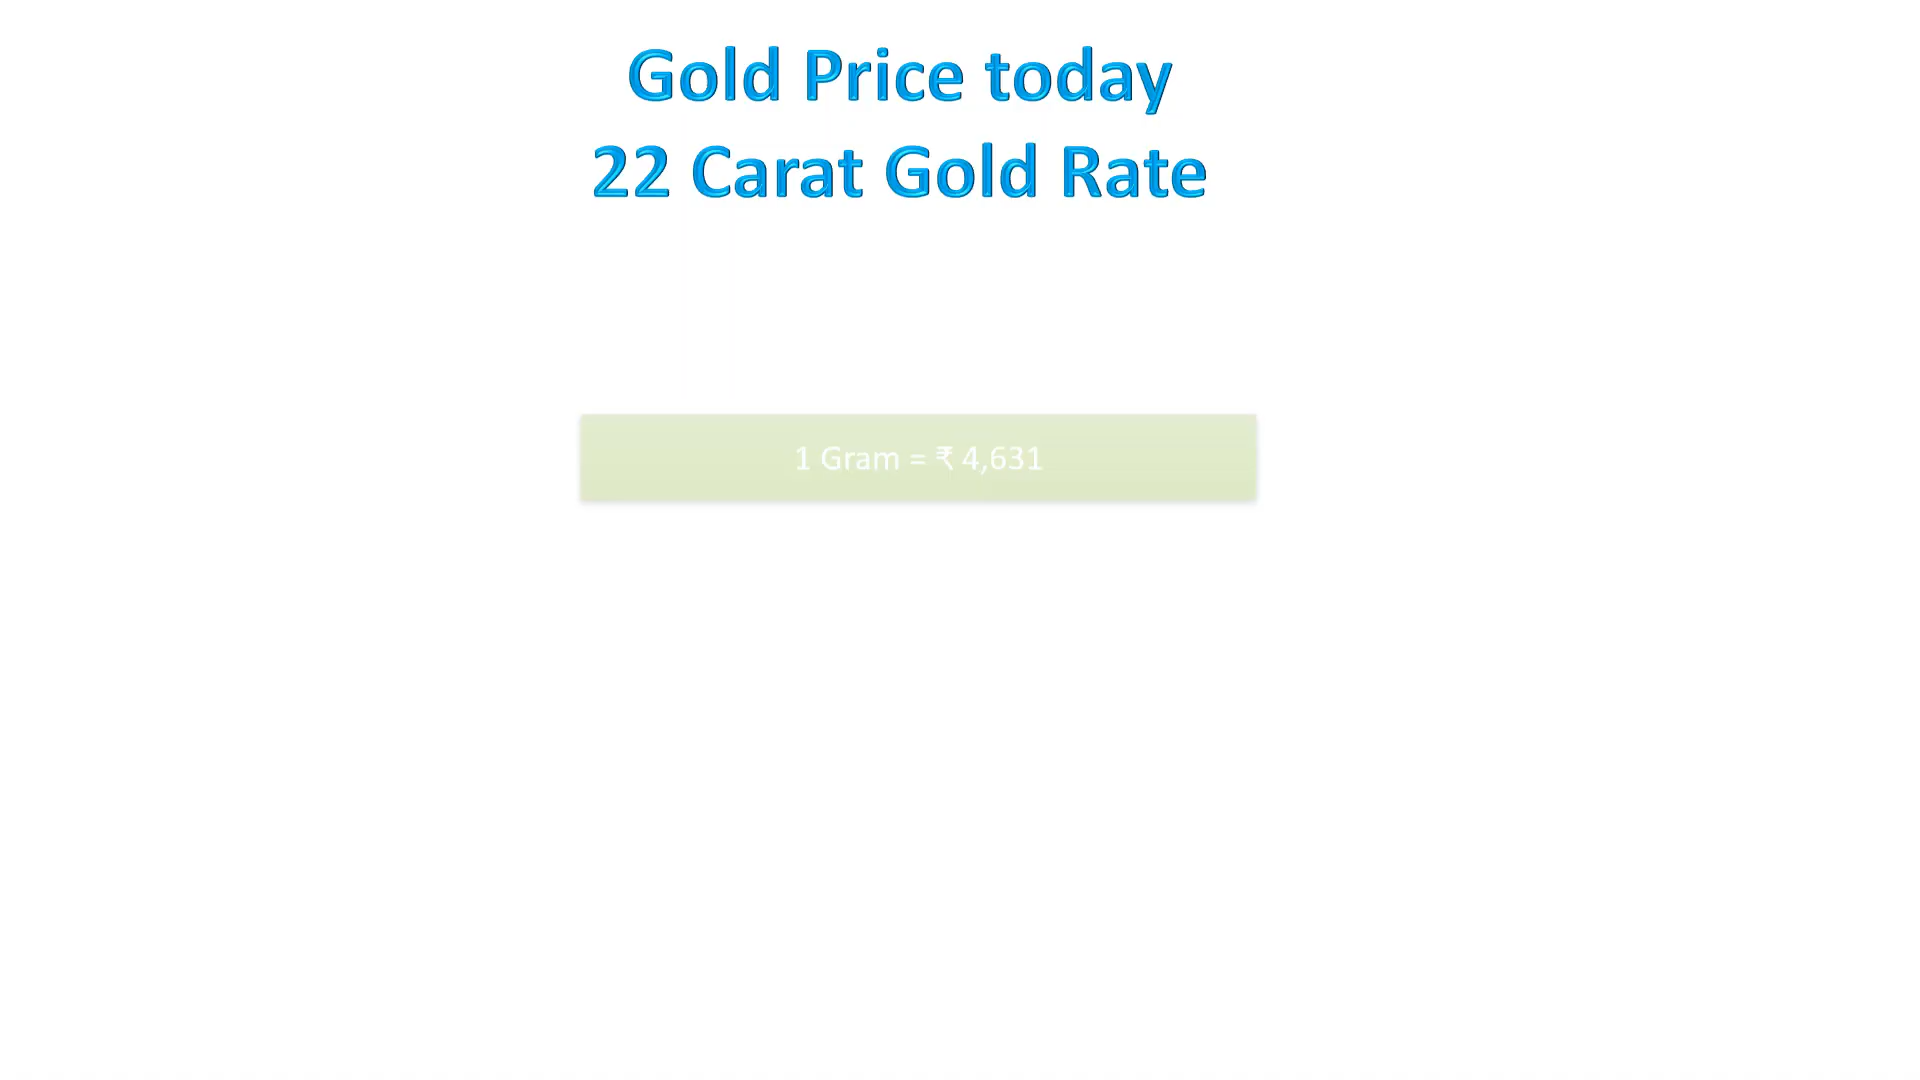 Gold Price today
22 Carat Gold Rate
1 Gram = ₹ 4,631